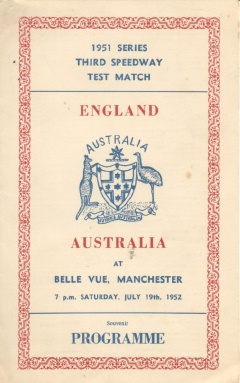 1951 SERIES
THIRD SPEEDWAY
TEST MATCH
ENGLAND
AUSTRALIA
AUSTRALIA
AT
BELLE VUE, MANCHESTER
7 p.m. SATURDAY, JULY 19th, 1952
Souvenir
PROGRAMME